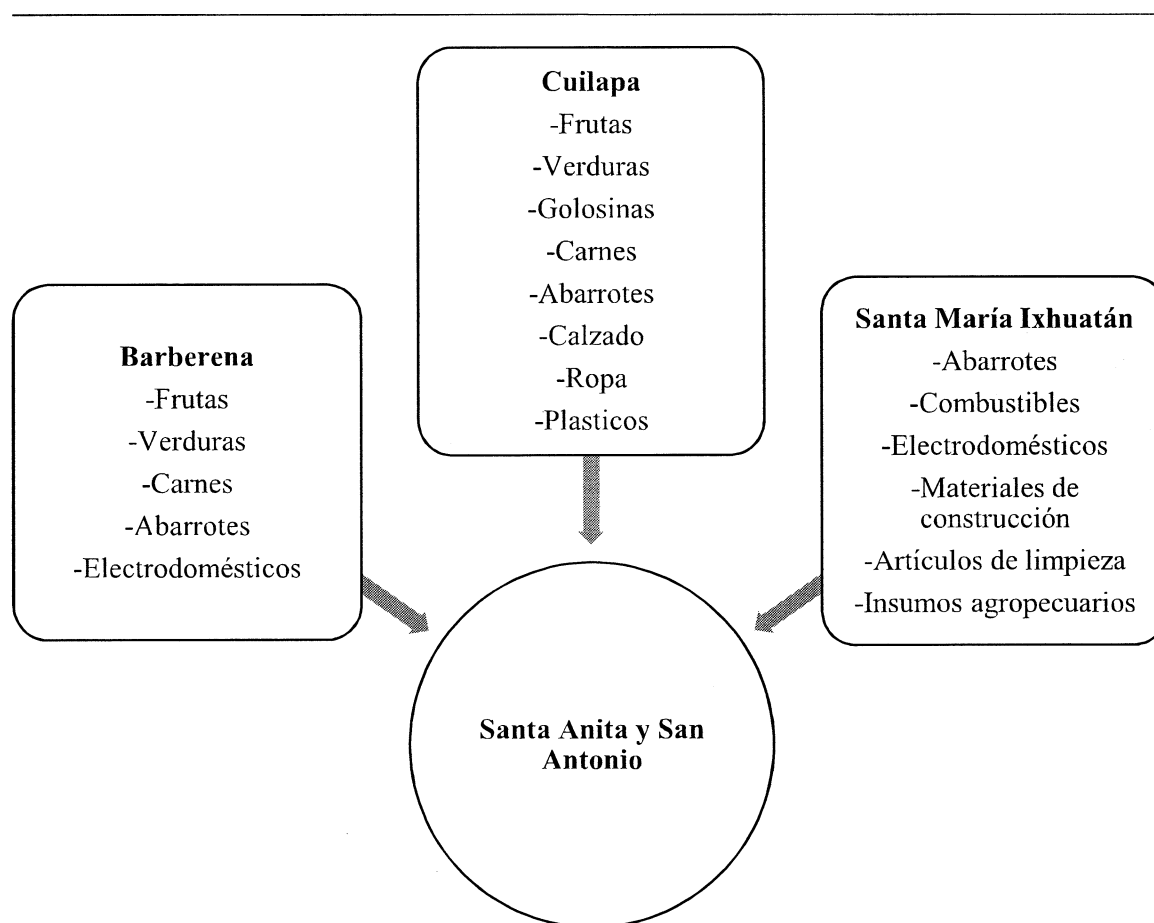 Cuilapa
-Frutas
-Verduras
-Golosinas
-Carnes
-Abarrotes
-Calzado
-Ropa
-Plasticos
Barberena
-Frutas
-Verduras
-Carnes
-Abarrotes
-Electrodomésticos
Santa María Ixhuatán
-Abarrotes
-Combustibles
-Electrodomésticos
-Materiales de
construcción
-Artículos de limpieza
-Insumos agropecuarios
Santa Anita y San
Antonio